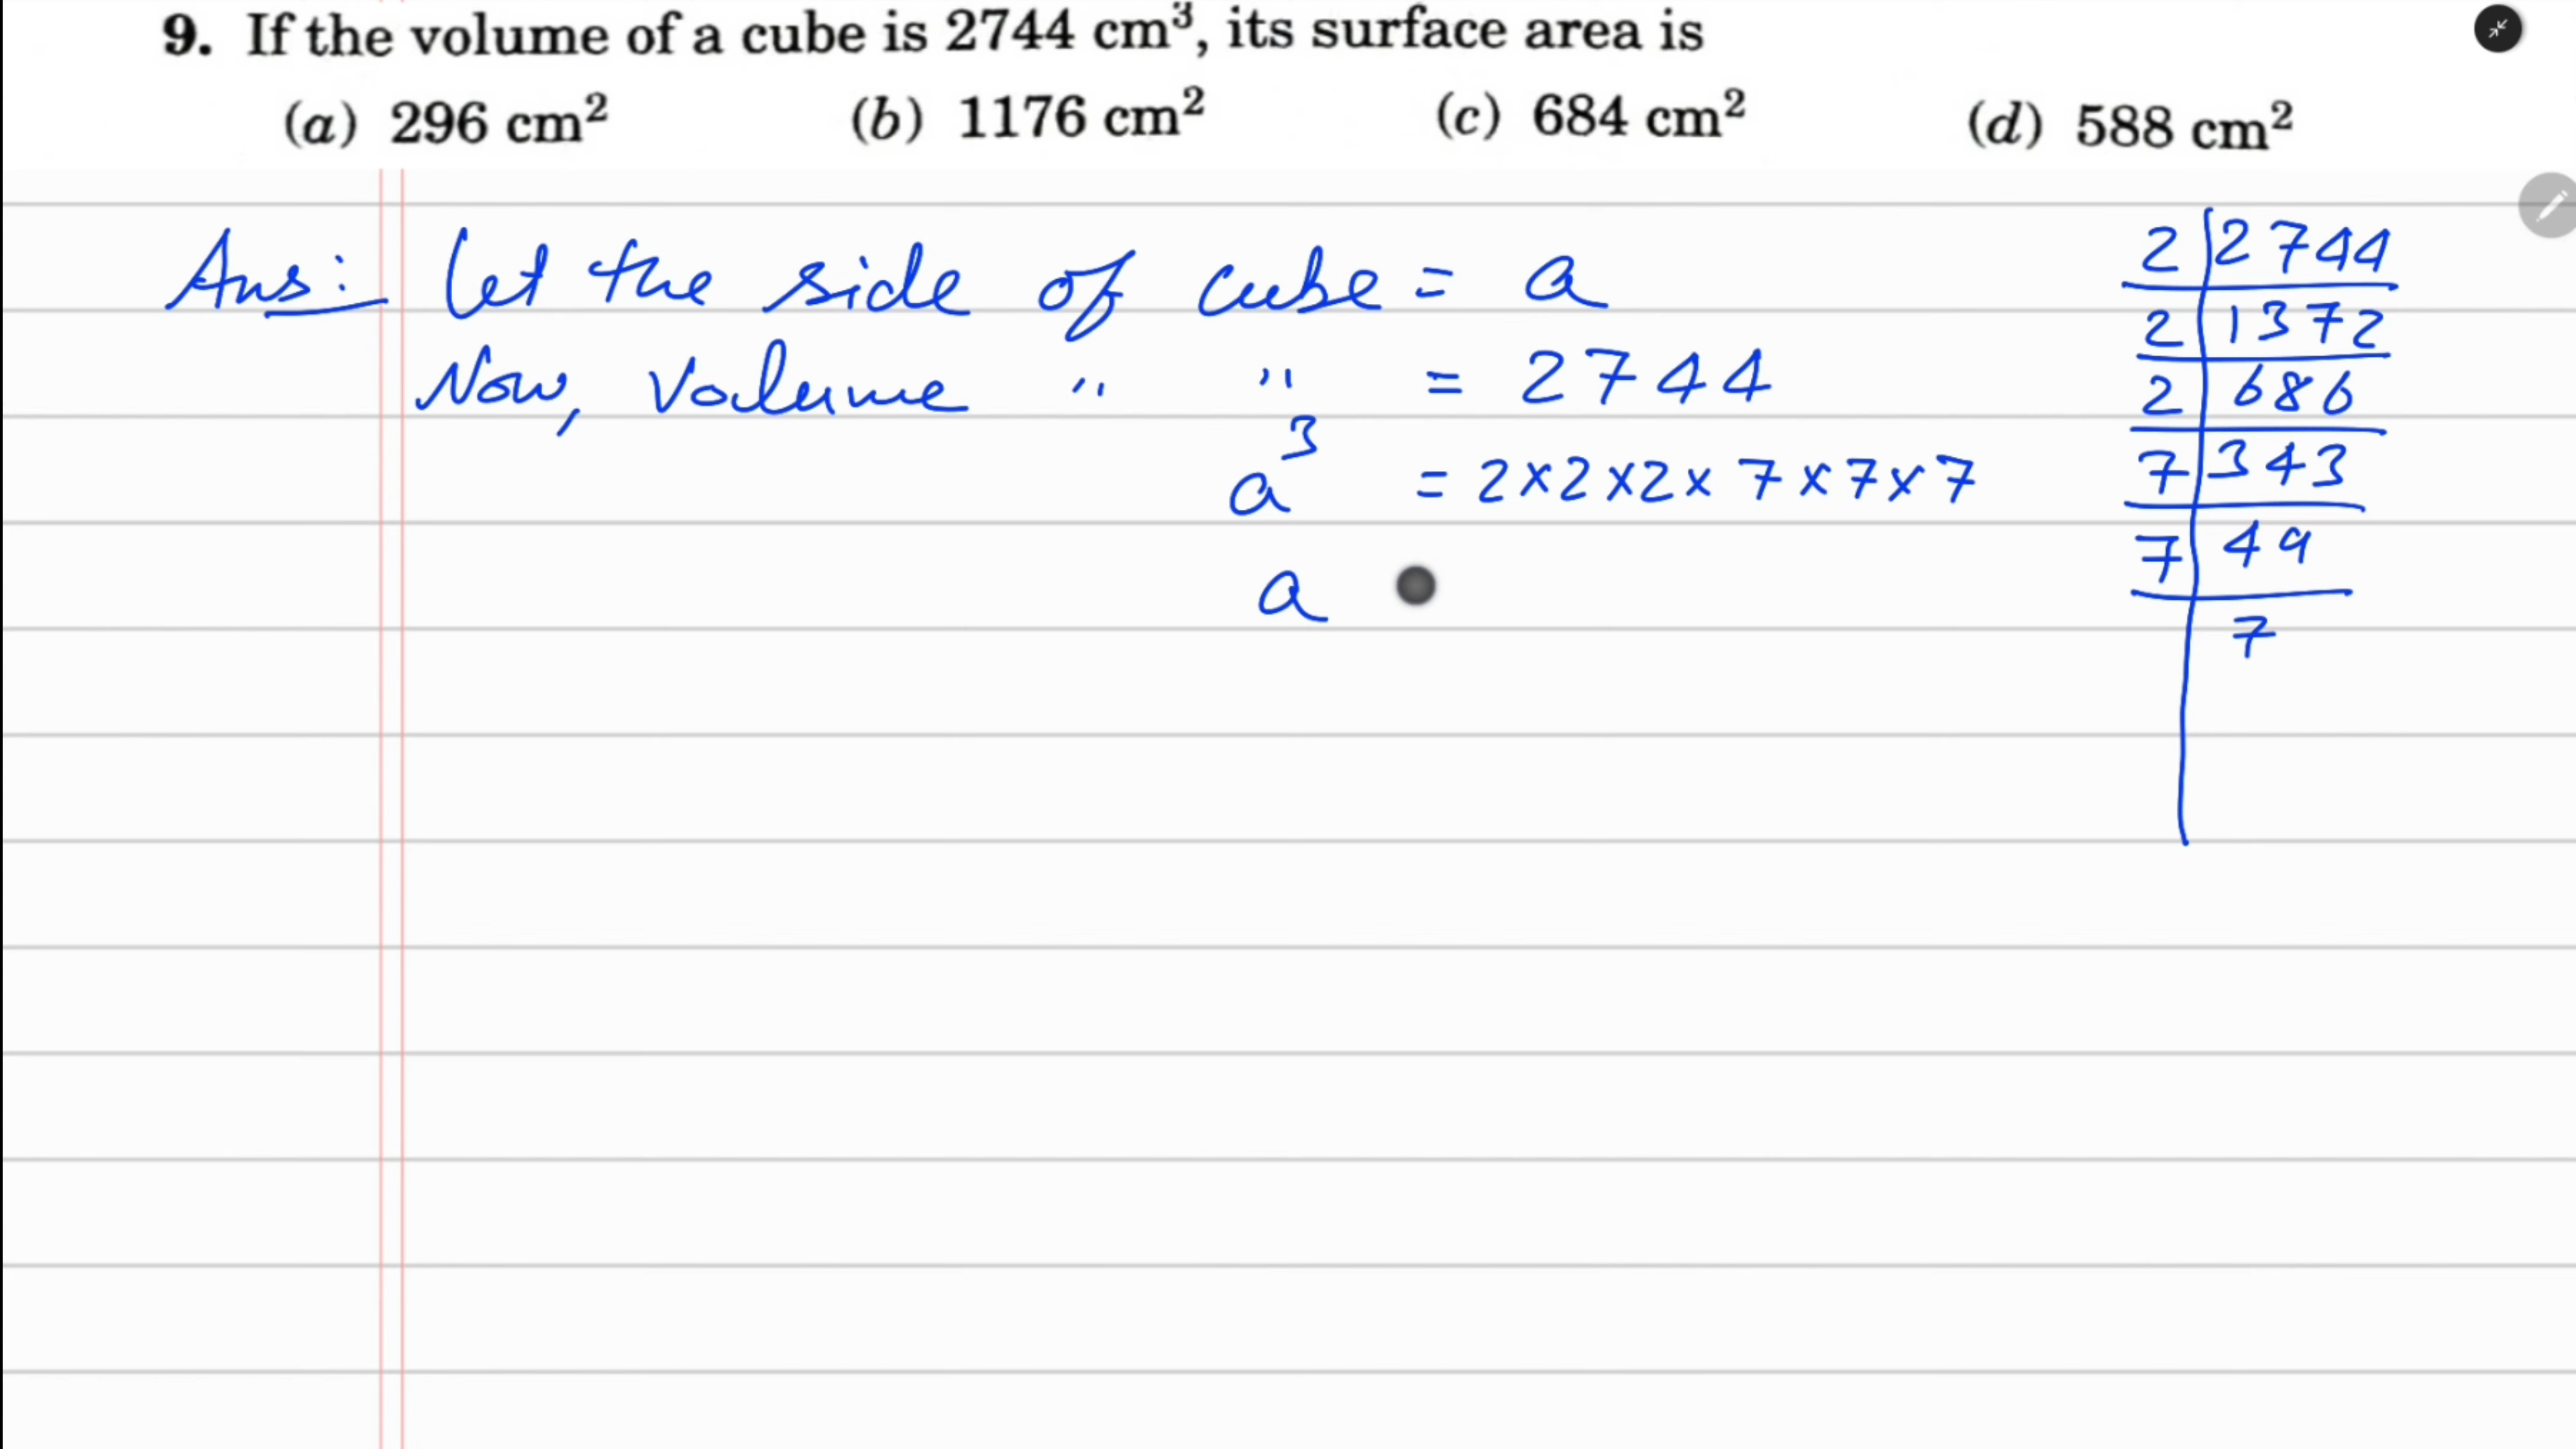 9. If the volume of a cube is 2744 cm³, its surface area is
(a) 296 cm² (b) 1176 cm² (c) 684 cm² (d) 588 cm²
Ans: Let the side of cube = a
Now, Volume " " = 2744
a³ = 2×2×2×7×7×7
a
2 | 2744
2 | 1372
2 | 686
7 | 343
7 | 49
7